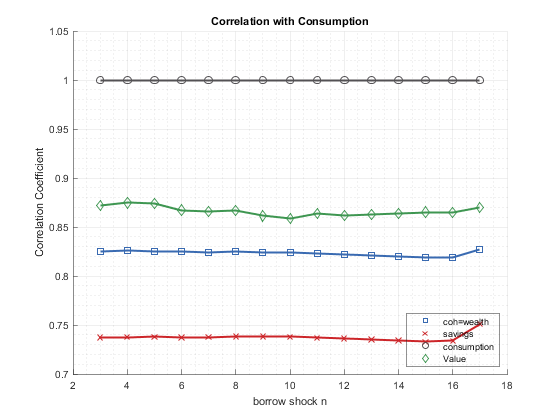 Correlation with Consumption
1.05
1
0.95
0.9
0.85
0.8
0.75
0.7
Correlation Coefficient
2
4
6
8
10
12
14
16
18
borrow shock n
coh=wealth
savings
consumption
Value